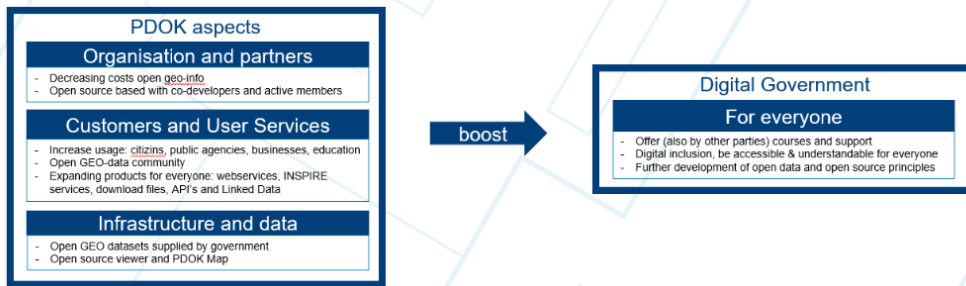 PDOK aspects
Organisation and partners
- Decreasing costs open geo-info
- Open source based with co-developers and active members
Customers and User Services
- Increase usage: citizins, public agencies, businesses, education
- Open GEO-data community
- Expanding products for everyone: webservices, INSPIRE
services, download files, API's and Linked Data
Infrastructure and data
- Open GEO datasets supplied by government
- Open source viewer and PDOK Map
boost
Digital Government
For everyone
- Offer (also by other parties) courses and support
- Digital inclusion, be accessible & understandable for everyone
- Further development of open data and open source principles